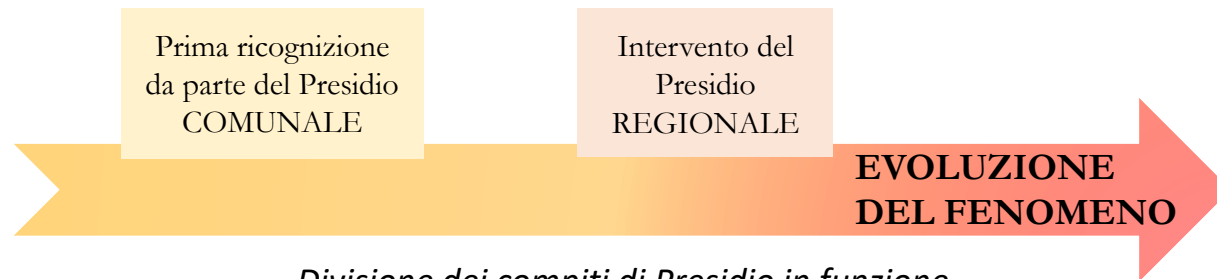 Prima ricognizione
da parte del Presidio
COMUNALE
Intervento del
Presidio
REGIONALE
EVOLUZIONE
DEL FENOMENO
Divisione dei compiti di Presidio in funzione